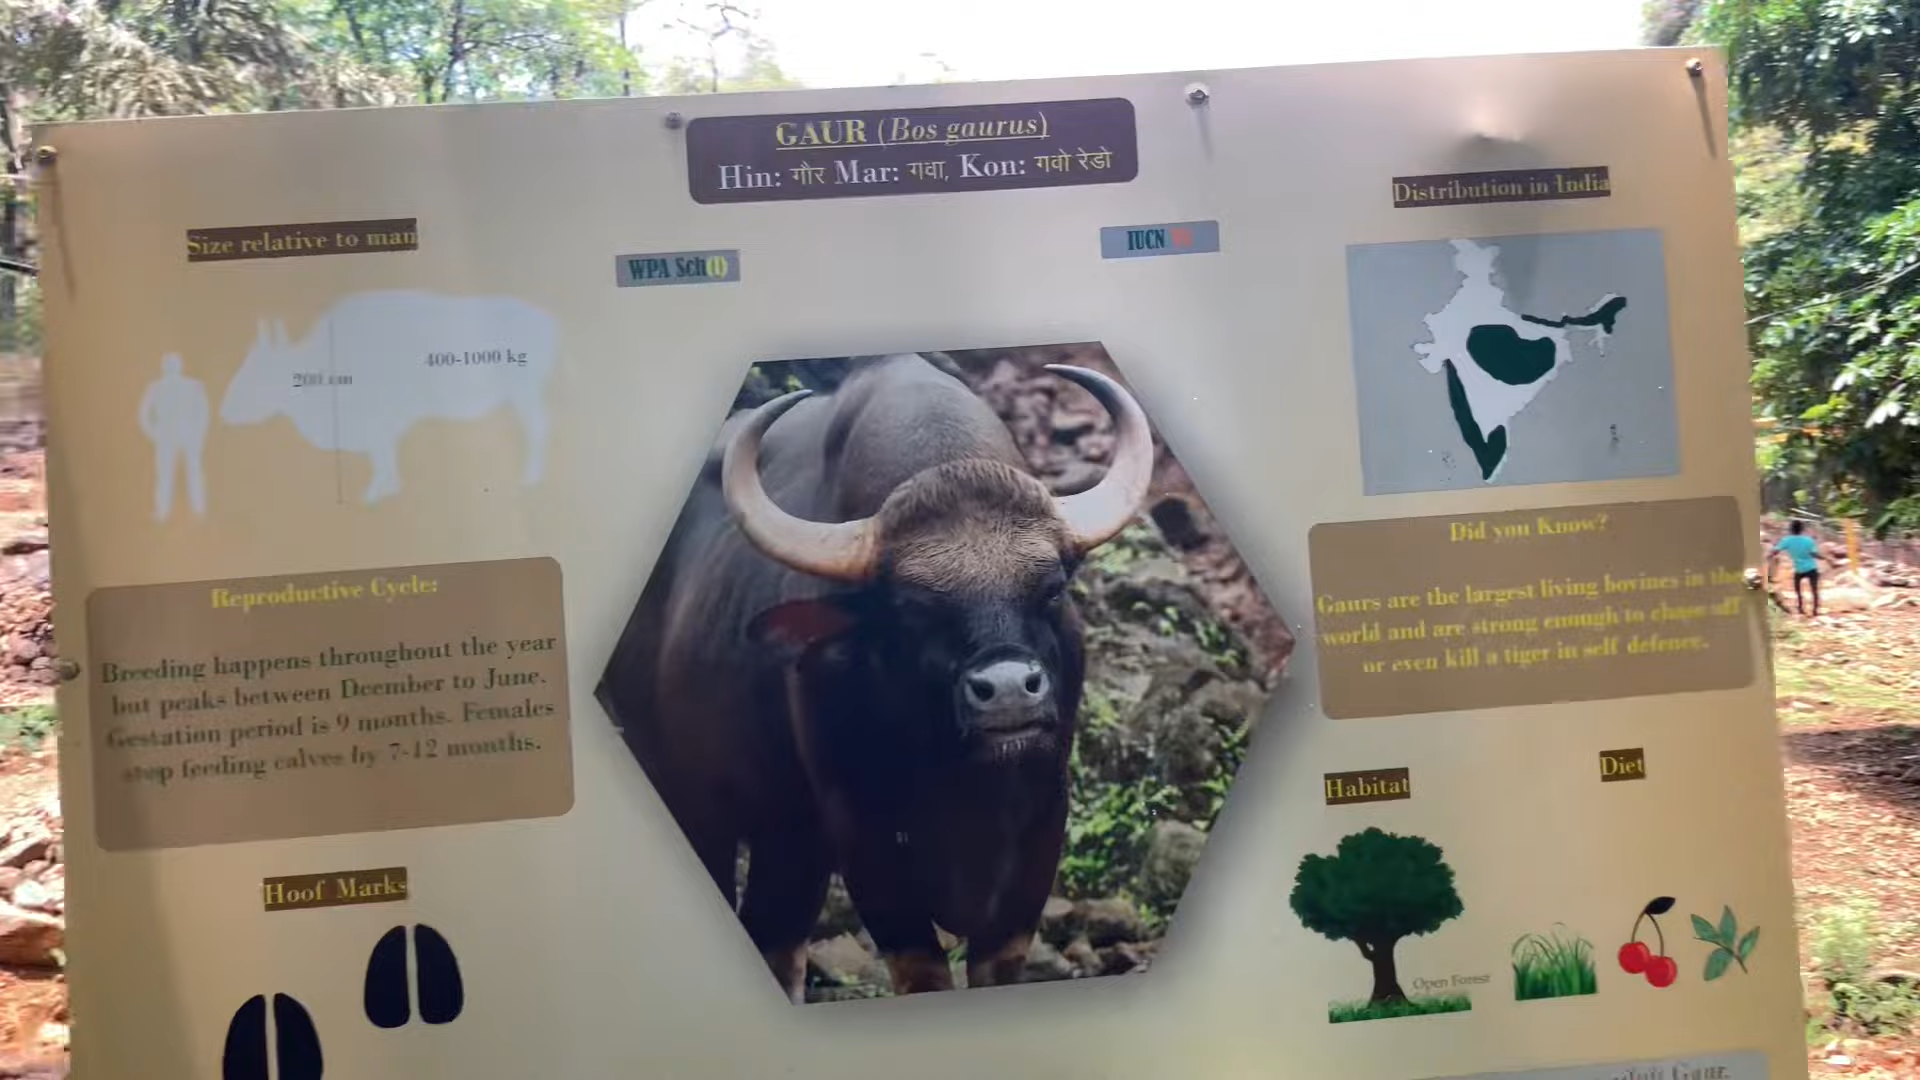 GAUR (Bos gaurus)
Hin: गौर Mar: गवा, Kon: गवो रेडो
Size relative to man
WPA Sch(I)
IUCN
Distribution in India
200 cm
400-1000 kg
Reproductive Cycle:
Breeding happens throughout the year
but peaks between December to June.
Gestation period is 9 months. Females
stop feeding calves by 7-12 months.
Did you Know?
Gaurs are the largest living bovines in the
world and are strong enough to chase off
or even kill a tiger in self defence.
Hoof Marks
Habitat
Diet
Open Forest
Gaur.